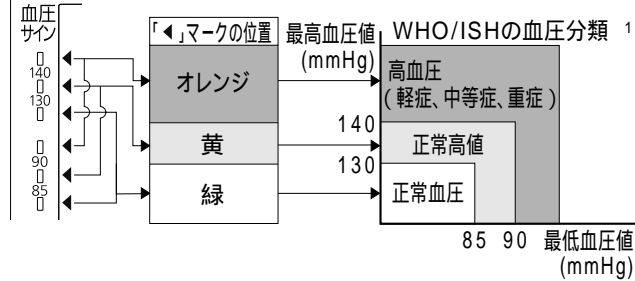 血圧
サイン
140
130
90
85
「◀」マークの位置
オレンジ
黄
緑
最高血圧値
(mmHg)
140
130
WHO/ISHの血圧分類 1
高血圧
(軽症、中等症、重症)
正常高値
正常血圧
85 90 最低血圧値
(mmHg)